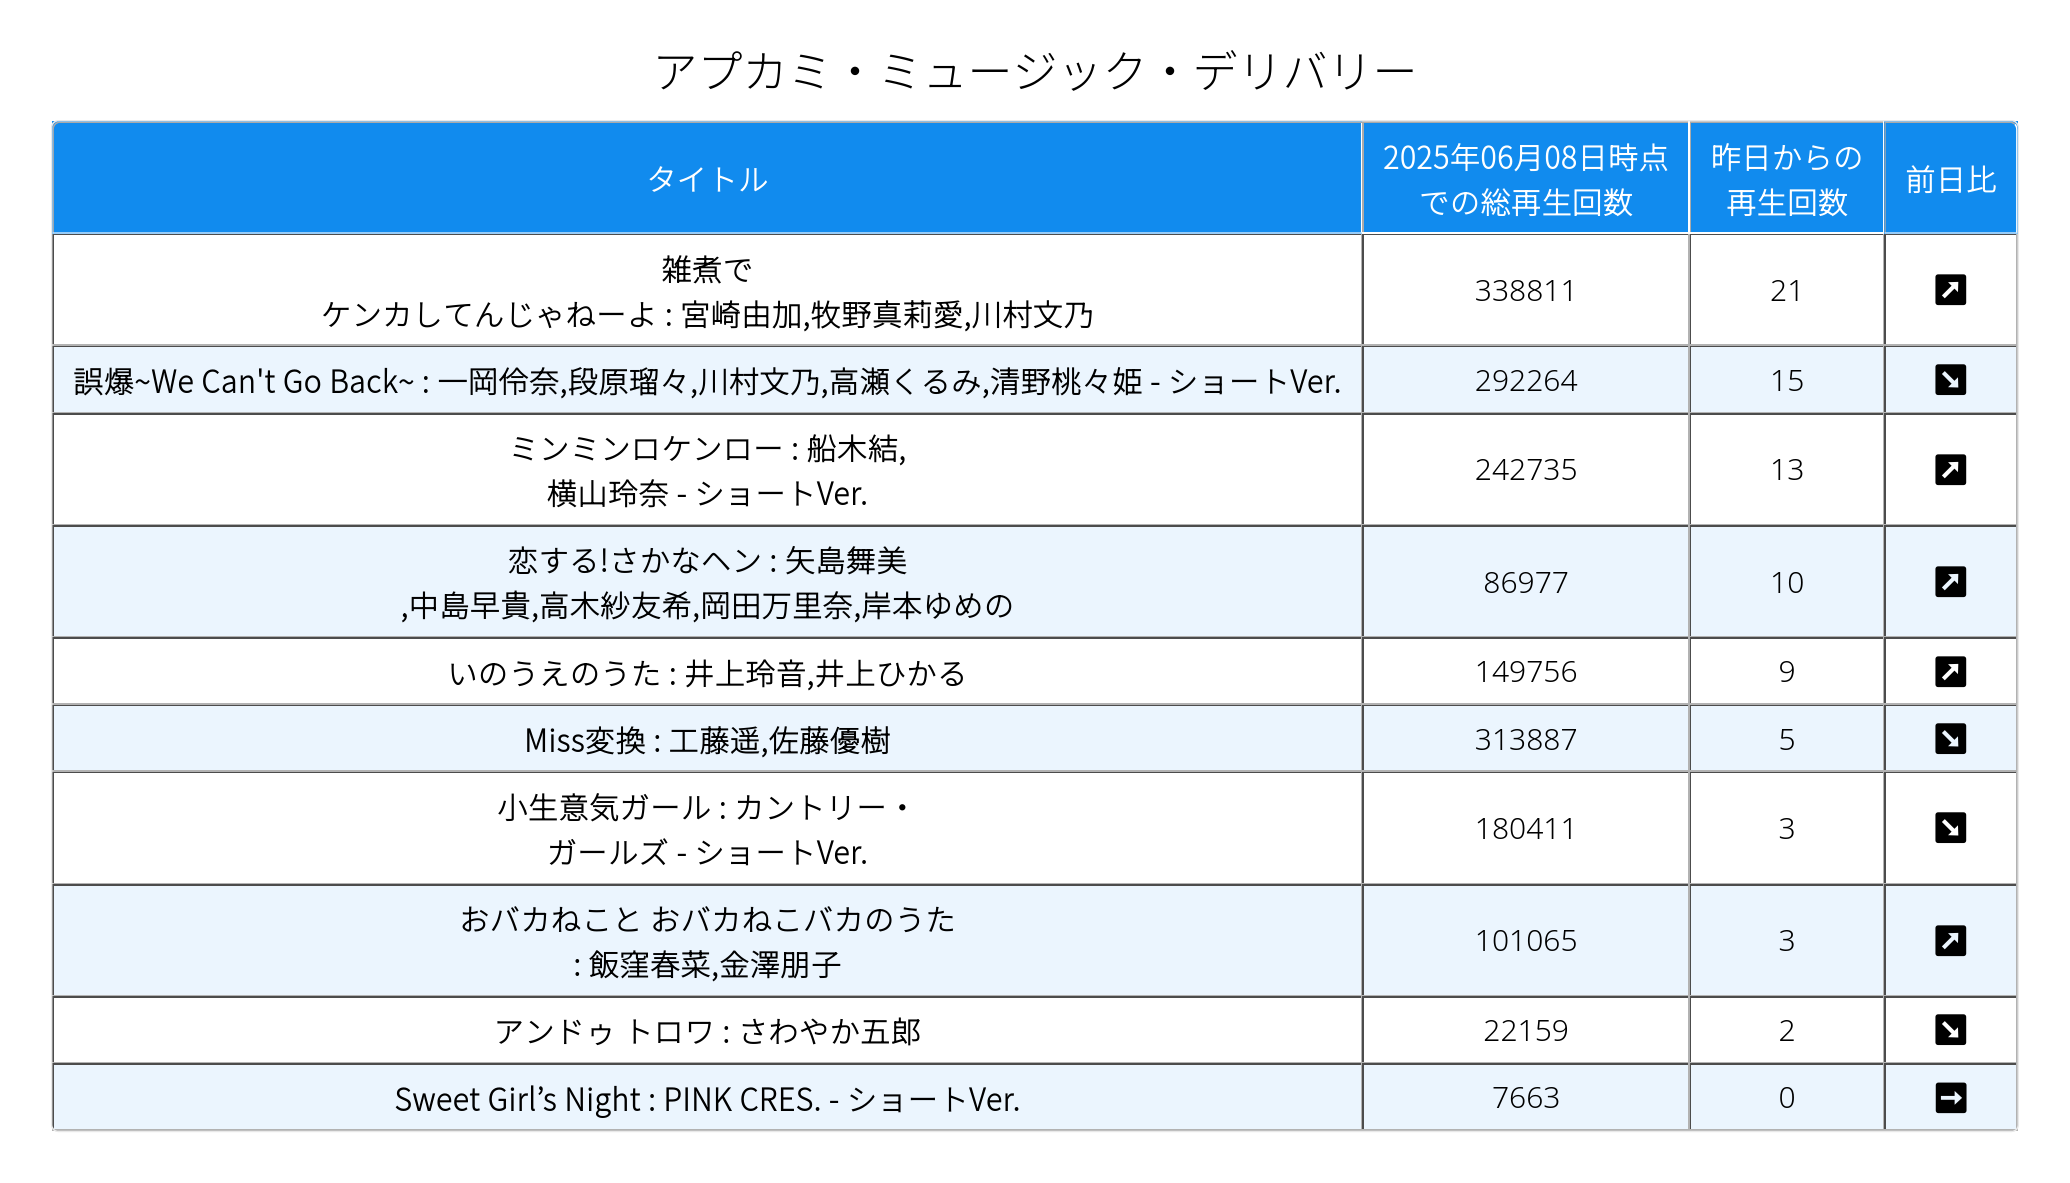 アプカミ・ミュージック・デリバリー
タイトル
2025年06月08日時点
での総再生回数
昨日からの
再生回数
前日比
雑煮で
ケンカしてんじゃねーよ : 宮崎由加,牧野真莉愛,川村文乃
338811
21
↗
誤爆~We Can't Go Back~ : 一岡伶奈,段原瑠々,川村文乃,高瀬くるみ,清野桃々姫 - ショートVer.
292264
15
↘
ミンミンロケンロー : 船木結,
横山玲奈 - ショートVer.
242735
13
↗
恋する!さかなヘン : 矢島舞美
,中島早貴,高木紗友希,岡田万里奈,岸本ゆめの
86977
10
↗
いのうえのうた : 井上玲音,井上ひかる
149756
9
↗
Miss変換 : 工藤遥,佐藤優樹
313887
5
↘
小生意気ガール : カントリー・
ガールズ - ショートVer.
180411
3
↘
おバカねこと おバカねこバカのうた
: 飯窪春菜,金澤朋子
101065
3
↗
アンドゥ トロワ : さわやか五郎
22159
2
↘
Sweet Girl’s Night : PINK CRES. - ショートVer.
7663
0
→